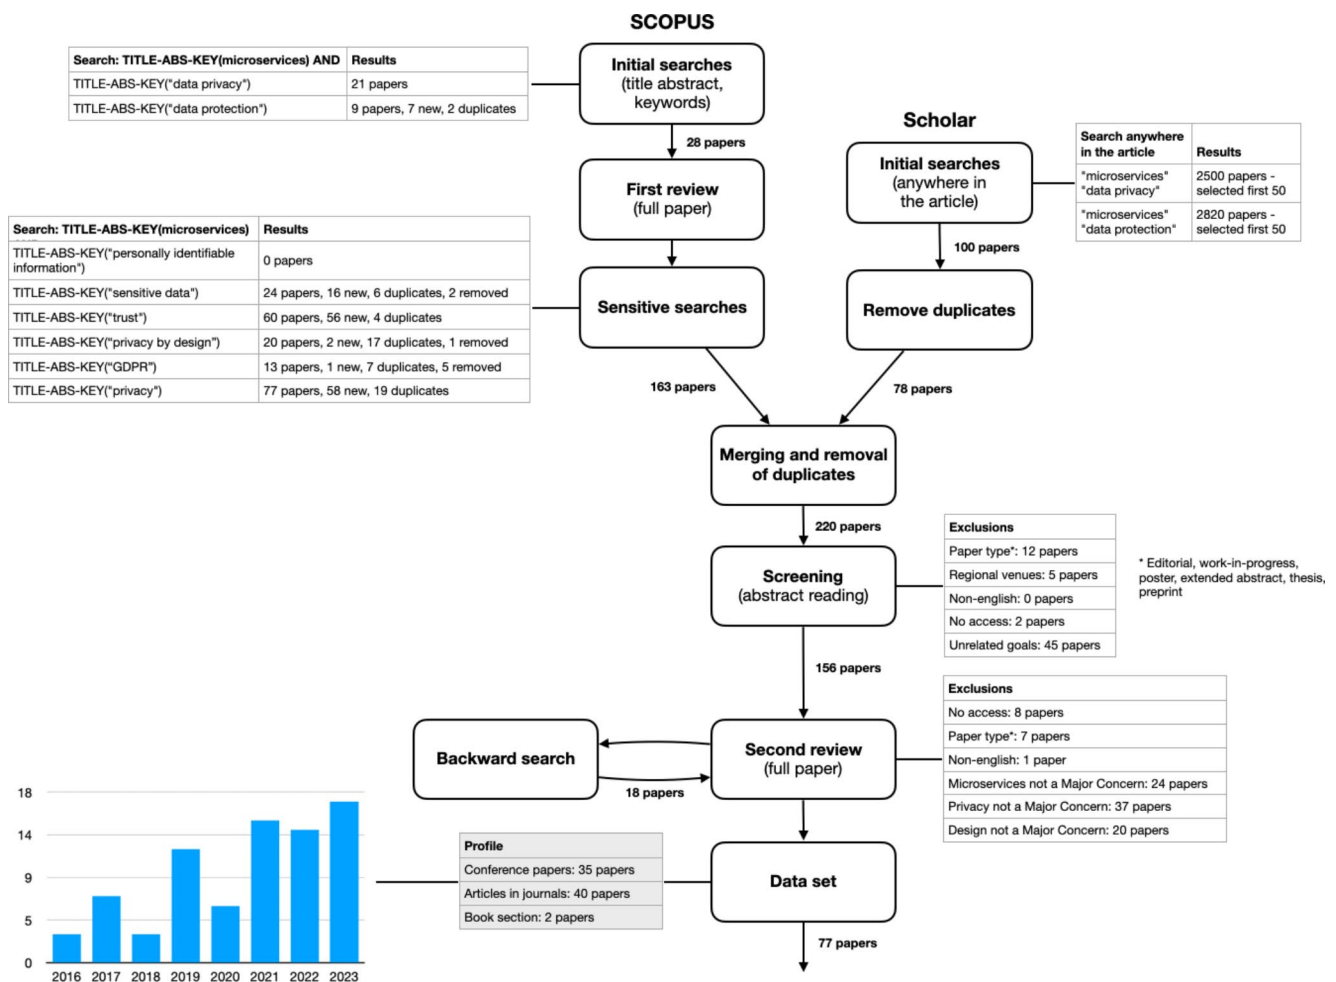 SCOPUS
Search: TITLE-ABS-KEY(microservices) AND Results
TITLE-ABS-KEY("data privacy") 21 papers
TITLE-ABS-KEY("data protection") 9 papers, 7 new, 2 duplicates
Initial searches
(title abstract,
keywords)
28 papers
First review
(full paper)
Search: TITLE-ABS-KEY(microservices) Results
TITLE-ABS-KEY("personally identifiable
information")
0 papers
TITLE-ABS-KEY("sensitive data") 24 papers, 16 new, 6 duplicates, 2 removed
TITLE-ABS-KEY("trust") 60 papers, 56 new, 4 duplicates
TITLE-ABS-KEY("privacy by design") 20 papers, 2 new, 17 duplicates, 1 removed
TITLE-ABS-KEY("GDPR") 13 papers, 1 new, 7 duplicates, 5 removed
TITLE-ABS-KEY("privacy") 77 papers, 58 new, 19 duplicates
Sensitive searches
163 papers
Scholar
Initial searches
(anywhere in
the article)
Search anywhere
in the article Results
"microservices" 2500 papers -
"data privacy" selected first 50
"microservices" 2820 papers -
"data protection" selected first 50
100 papers
Remove duplicates
78 papers
Merging and removal
of duplicates
220 papers
Screening
(abstract reading)
Exclusions
Paper type*: 12 papers
Regional venues: 5 papers
Non-english: 0 papers
No access: 2 papers
Unrelated goals: 45 papers
* Editorial, work-in-progress,
poster, extended abstract, thesis,
preprint
156 papers
Second review
(full paper)
Backward search
18 papers
Exclusions
No access: 8 papers
Paper type*: 7 papers
Non-english: 1 paper
Microservices not a Major Concern: 24 papers
Privacy not a Major Concern: 37 papers
Design not a Major Concern: 20 papers
Data set
Profile
Conference papers: 35 papers
Articles in journals: 40 papers
Book section: 2 papers
77 papers
18
14
9
5
0
2016 2017 2018 2019 2020 2021 2022 2023